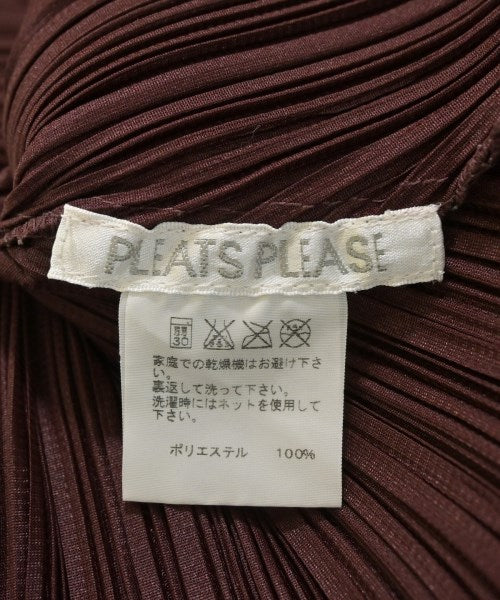 PLEATS PLEASE
30
家庭での乾燥機はお避け下さ
い。
裏返して洗って下さい。
洗濯時にはネットを使用して
下さい。
ポリエステル 100%